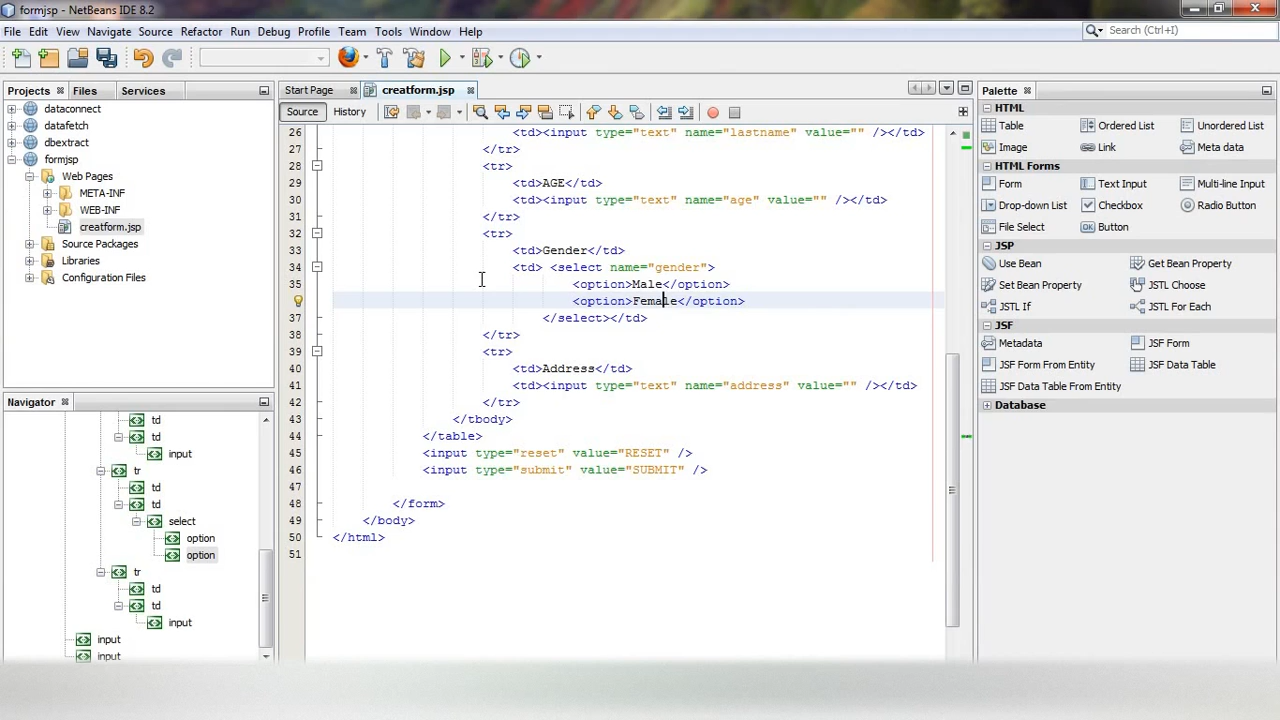 formjsp - NetBeans IDE 8.2
File Edit View Navigate Source Refactor Run Debug Profile Team Tools Window Help
Search (Ctrl+I)
Projects Files Services
dataconnect
datafetch
dbextract
formjsp
Web Pages
META-INF
WEB-INF
creatform.jsp
Source Packages
Libraries
Configuration Files
Navigator
td
td
input
tr
td
td
select
option
option
tr
td
td
input
input
input
Start Page creatform.jsp
Source History
26 <td><input type="text" name="lastname" value="" /></td>
27 </tr>
28 <tr>
29 <td>AGE</td>
30 <td><input type="text" name="age" value="" /></td>
31 </tr>
32 <tr>
33 <td>Gender</td>
34 <td> <select name="gender">
35 <option>Male</option>
<option>Female</option>
37 </select></td>
38 </tr>
39 <tr>
40 <td>Address</td>
41 <td><input type="text" name="address" value="" /></td>
42 </tr>
43 </tbody>
44 </table>
45 <input type="reset" value="RESET" />
46 <input type="submit" value="SUBMIT" />
47
48 </form>
49 </body>
50 </html>
51
Palette
HTML
Table Ordered List Unordered List
Image Link Meta data
HTML Forms
Form Text Input Multi-line Input
Drop-down List Checkbox Radio Button
File Select Button
JSP
Use Bean Get Bean Property
Set Bean Property JSTL Choose
JSTL If JSTL For Each
JSF
Metadata JSF Form
JSF Form From Entity JSF Data Table
JSF Data Table From Entity
Database